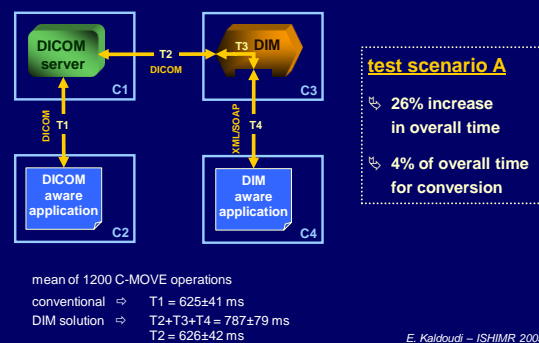 DICOM
server
C1
T2
DICOM
T3
DIM
C3
DICOM
T1
XML/SOAP
T4
DICOM
aware
application
C2
DIM
aware
application
C4
test scenario A
26% increase
in overall time
4% of overall time
for conversion
mean of 1200 C-MOVE operations
conventional ⇨ T1 = 625±41 ms
DIM solution ⇨ T2+T3+T4 = 787±79 ms
T2 = 626±42 ms
E. Kaldoudi – ISHIMR